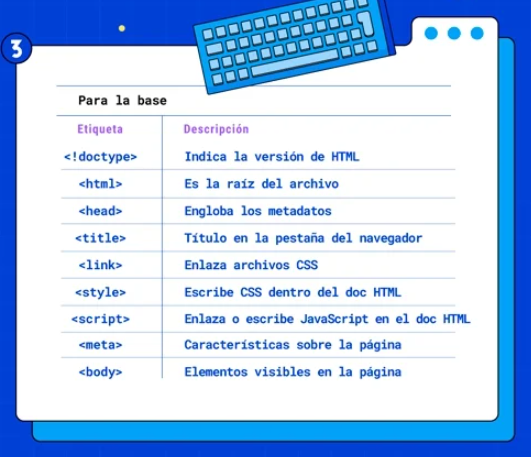 3
Para la base
Etiqueta Descripción
<!doctype> Indica la versión de HTML
<html> Es la raíz del archivo
<head> Engloba los metadatos
<title> Título en la pestaña del navegador
<link> Enlaza archivos CSS
<style> Escribe CSS dentro del doc HTML
<script> Enlaza o escribe JavaScript en el doc HTML
<meta> Características sobre la página
<body> Elementos visibles en la página